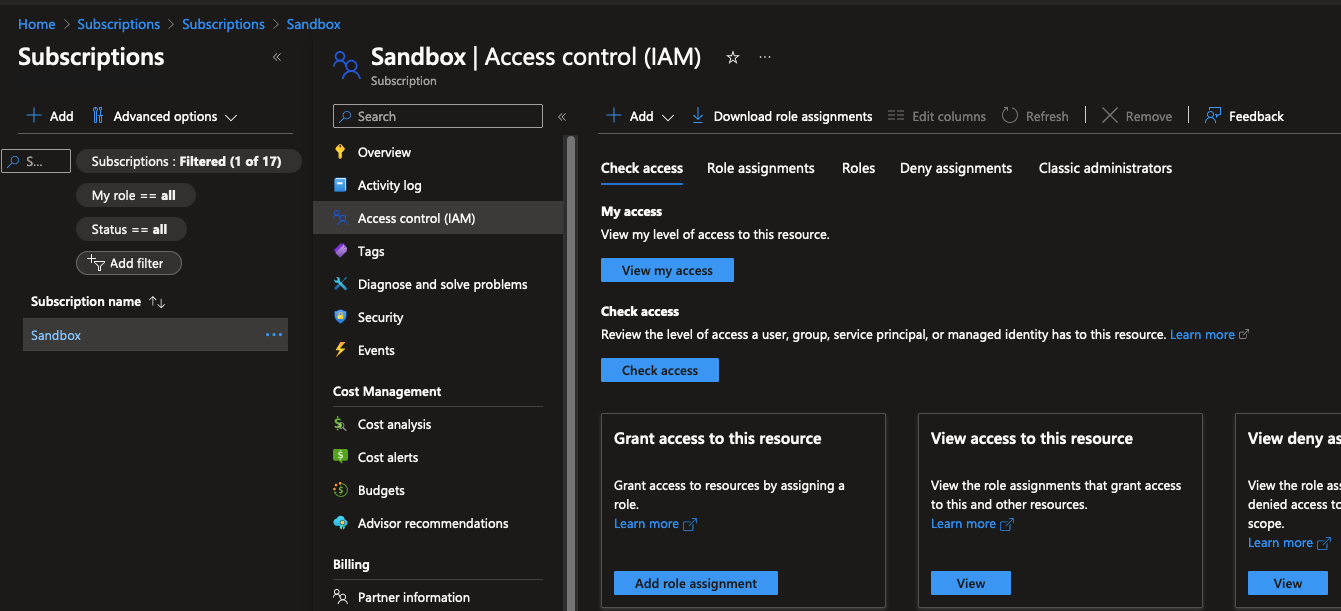 Home > Subscriptions > Subscriptions > Sandbox
Subscriptions «
Add Advanced options
S...
Subscriptions : Filtered (1 of 17)
My role == all
Status == all
Add filter
Subscription name ↑↓
Sandbox ...
Sandbox | Access control (IAM) ☆ ...
Subscription
Search «
Overview
Activity log
Access control (IAM)
Tags
Diagnose and solve problems
Security
Events
Cost Management
Cost analysis
Cost alerts
Budgets
Advisor recommendations
Billing
Partner information
Add Download role assignments Edit columns Refresh Remove Feedback
Check access Role assignments Roles Deny assignments Classic administrators
My access
View my level of access to this resource.
View my access
Check access
Review the level of access a user, group, service principal, or managed identity has to this resource. Learn more
Check access
Grant access to this resource
Grant access to resources by assigning a
role.
Learn more
Add role assignment
View access to this resource
View the role assignments that grant access
to this and other resources.
Learn more
View
View deny as
View the role ass
denied access to
scope.
Learn more
View